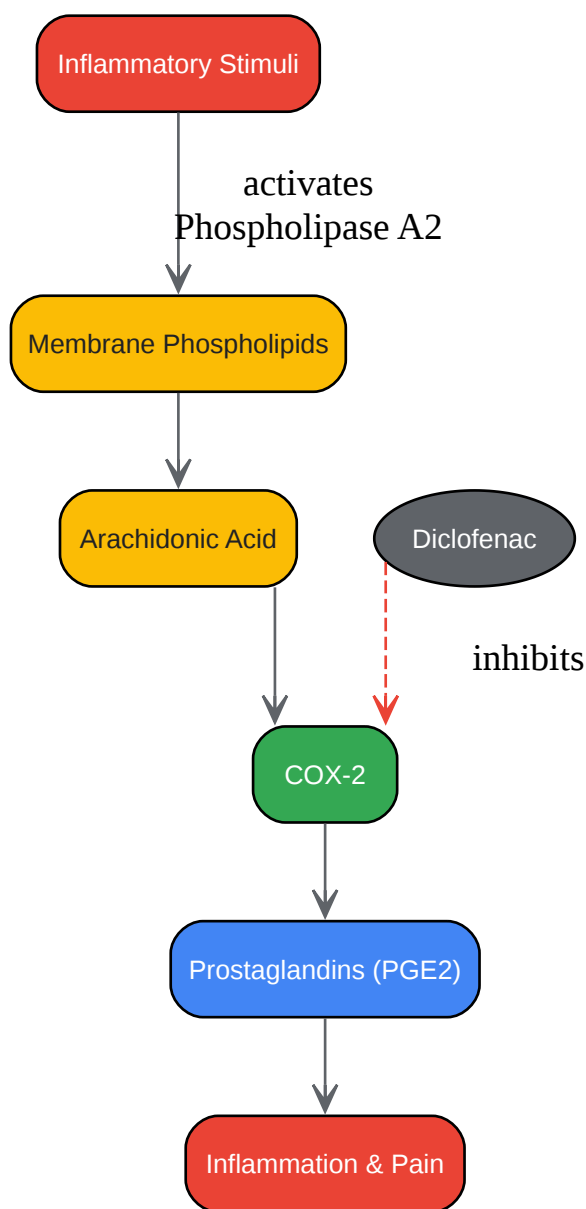 Inflammatory Stimuli
activates
Phospholipase A2
Membrane Phospholipids
Arachidonic Acid
Diclofenac
inhibits
COX-2
Prostaglandins (PGE2)
Inflammation & Pain